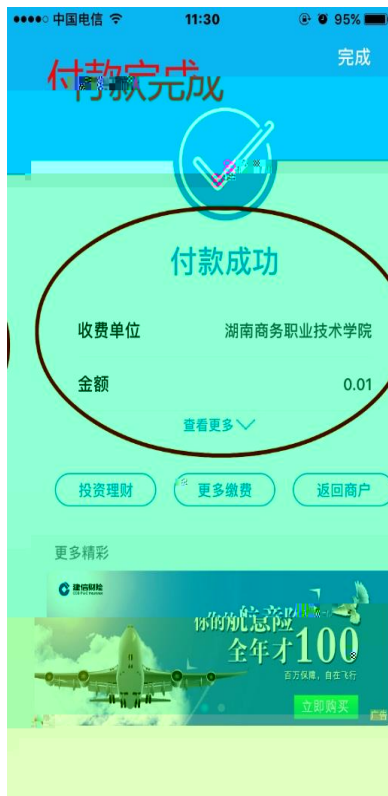 中国电信 11:30 95%
完成
付款完成
付款成功
收费单位 湖南商务职业技术学院
金额 0.01
查看更多
投资理财 更多缴费 返回商户
更多精彩
建信财险
你的航意险
全年才100
百万保障，自在飞行
立即购买
广告